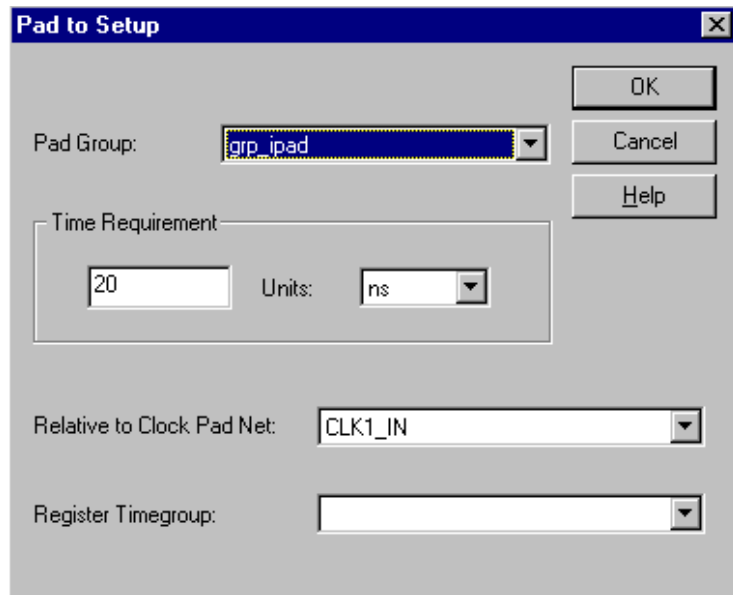 Pad to Setup
OK
Pad Group: grp_ipad Cancel
Help
Time Requirement
20 Units: ns
Relative to Clock Pad Net: CLK1_IN
Register Timegroup: